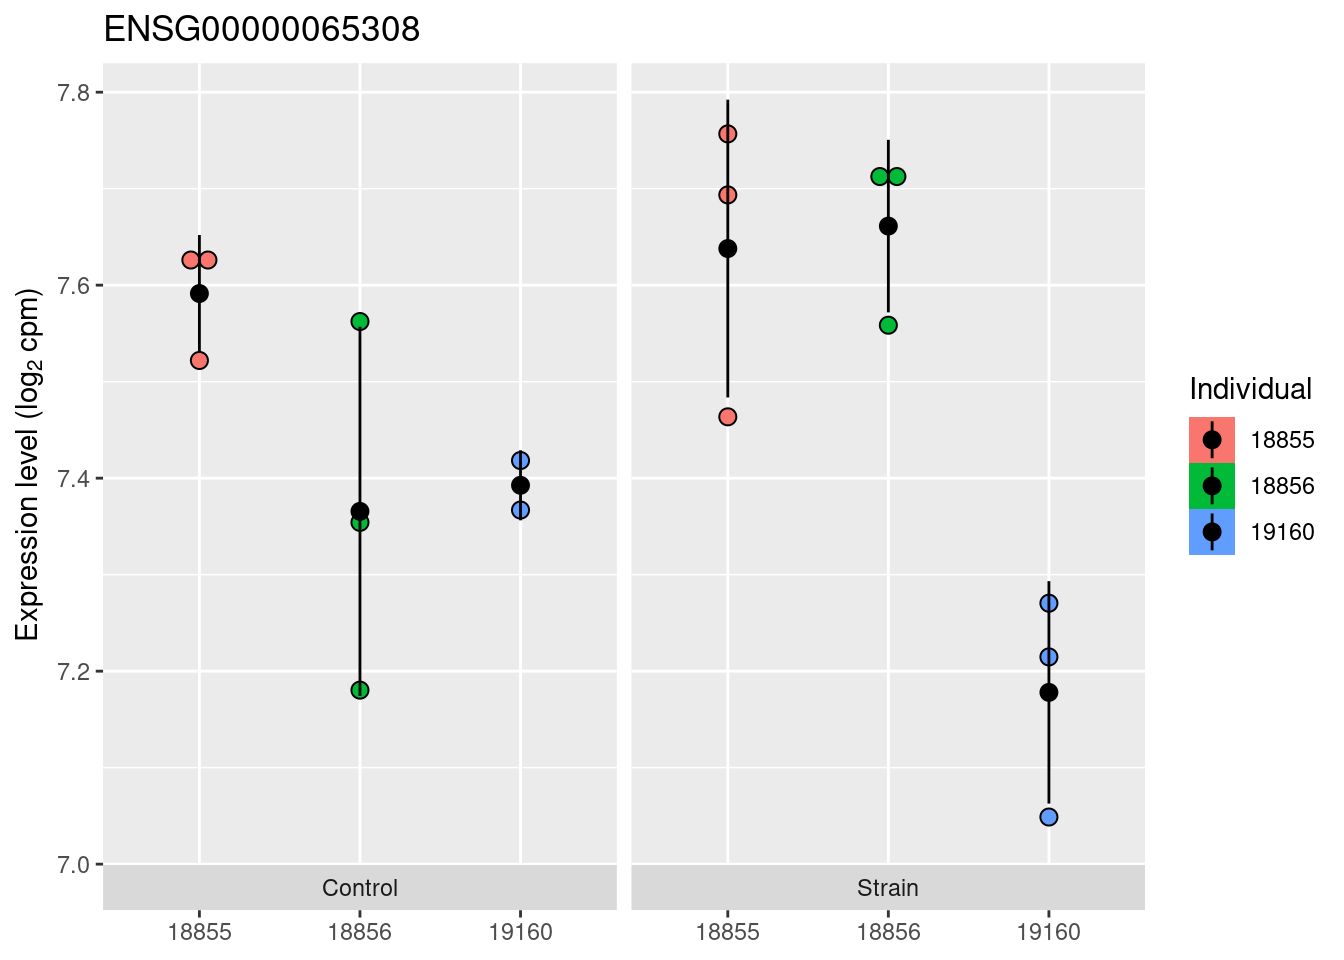 ENSG00000065308
Expression level (log2 cpm)
7.8
7.6
7.4
7.2
7.0
Control
Strain
18855
18856
19160
18855
18856
19160
Individual
18855
18856
19160